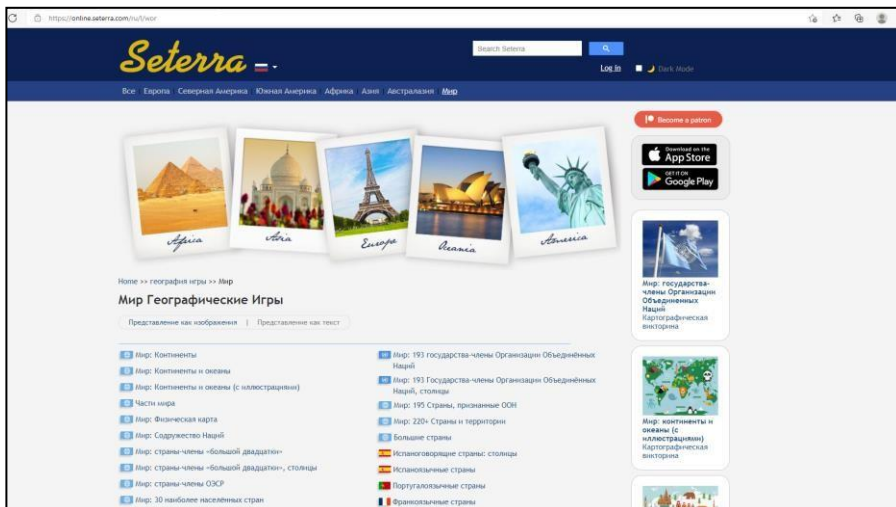 https://online.seterra.com/ru/l/wor
Seterra
Search Seterra
Log in
Dark Mode
Все Европа Северная Америка Южная Америка Африка Азия Австралазия Мир
Become a patron
Download on the
App Store
GET IT ON
Google Play
Africa
Asia
Europe
Oceania
America
Home >> география игры >> Мир
Мир Географические Игры
Представление как изображения | Представление как текст
Мир: Континенты
Мир: Континенты и океаны
Мир: Континенты и океаны (с иллюстрациями)
Части мира
Мир: Физическая карта
Мир: Содружество Наций
Мир: страны-члены «большой двадцатки»
Мир: страны-члены «большой двадцатки», столицы
Мир: страны-члены ОЭСР
Мир: 30 наиболее населённых стран
Мир: 193 государства-члены Организации Объединённых
Наций
Мир: 193 Государства-члены Организации Объединённых
Наций, столицы
Мир: 195 Страны, признанные ООН
Мир: 220+ Страны и территории
Большие страны
Испаноговорящие страны: столицы
Испаноязычные страны
Португалоязычные страны
Франкоязычные страны
Мир: государства-
члены Организации
Объединенных
Наций
Картографическая
викторина
Мир: континенты и
океаны (с
иллюстрациями)
Картографическая
викторина